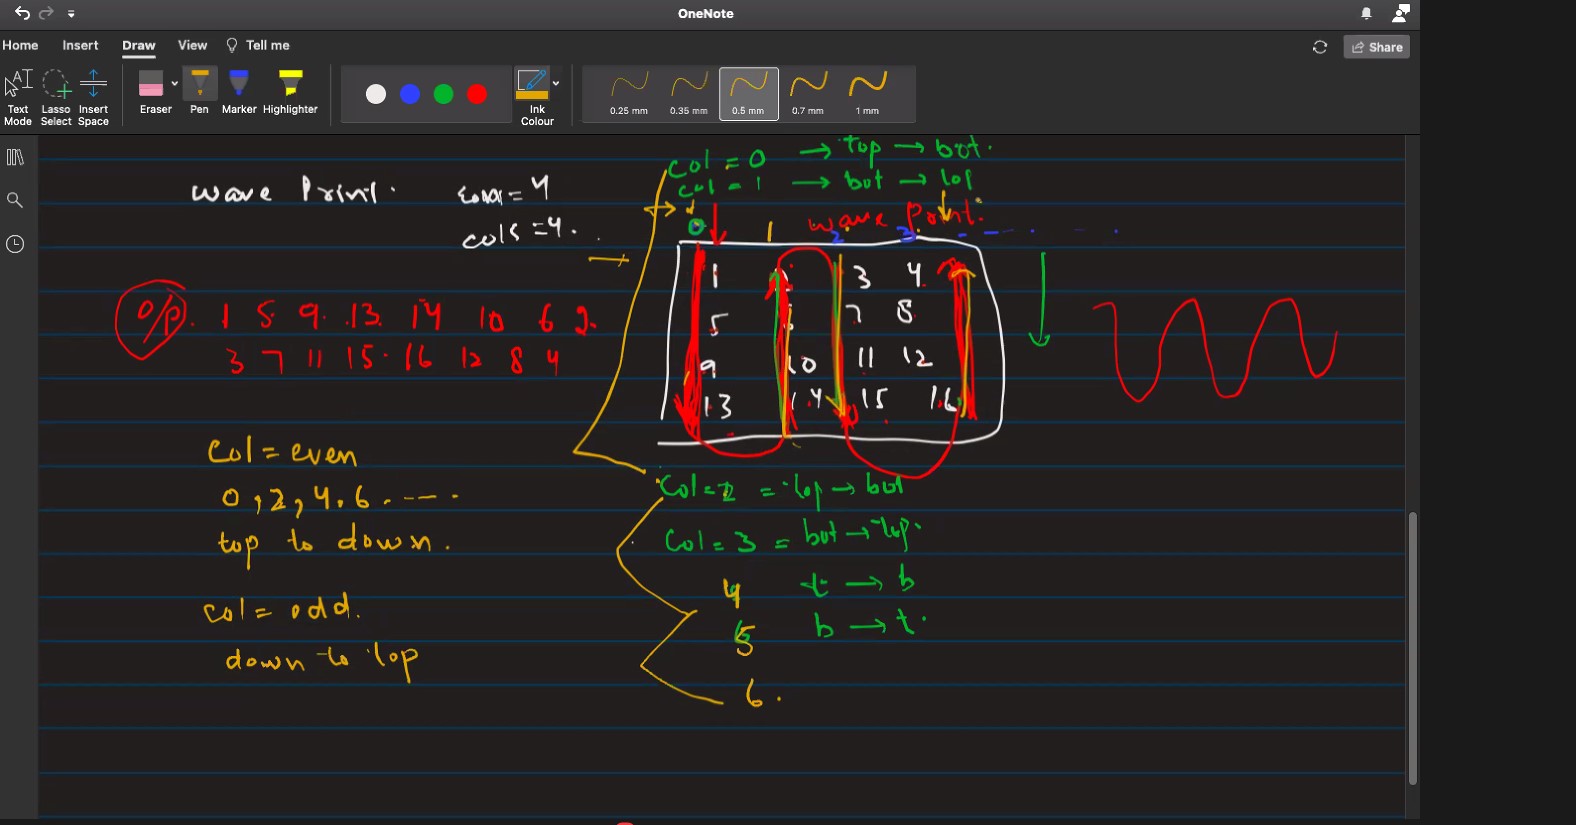 OneNote
Home Insert Draw View Tell me
Share
Text Mode
Lasso Select
Insert Space
Eraser
Pen
Marker
Highlighter
Ink Colour
0.25 mm
0.35 mm
0.5 mm
0.7 mm
1 mm
col = 0 → top → bot.
col = 1 → bot → top
wave Print.
rows = 4
cols = 4.
wave Print.
0 1 2 3
1 2 3 4
5 6 7 8
9 10 11 12
13 14 15 16
O/P. 1 5 9 13 14 10 6 2
3 7 11 15 16 12 8 4
Col = even
0, 2, 4, 6 ----
top to down.
col = odd.
down to top
Col = 2 = top → bot
Col = 3 = bot → top.
4 t → b
5 b → t.
6.